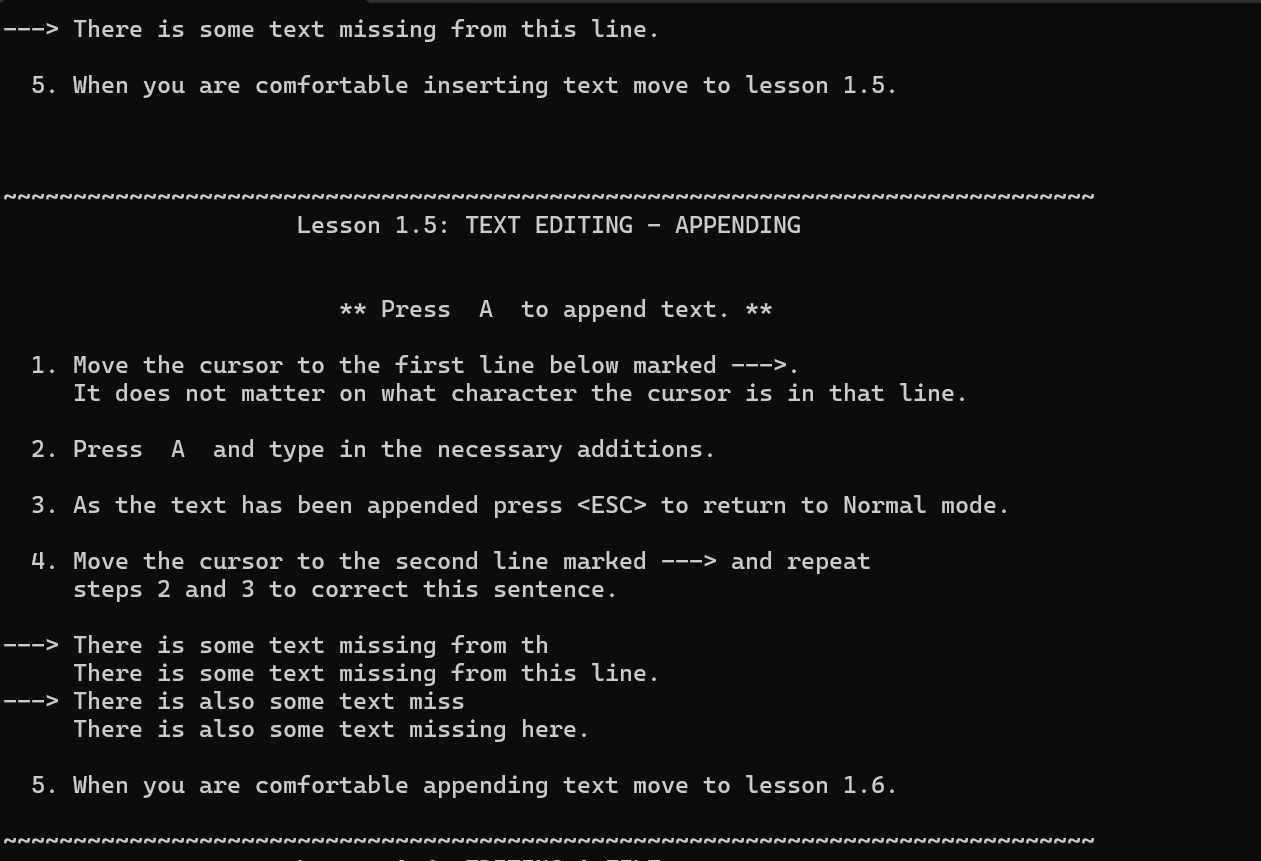 ---> There is some text missing from this line.
5. When you are comfortable inserting text move to lesson 1.5.
~~~~~~~~~~~~~~~~~~~~~~~~~~~~~~~~~~~~~~~~~~~~~~~~~~~~~~~~~~~~~~~~~~~~~~~~~~~~~~
Lesson 1.5: TEXT EDITING - APPENDING
** Press  A  to append text. **
1. Move the cursor to the first line below marked --->.
It does not matter on what character the cursor is in that line.
2. Press  A  and type in the necessary additions.
3. As the text has been appended press <ESC> to return to Normal mode.
4. Move the cursor to the second line marked ---> and repeat
steps 2 and 3 to correct this sentence.
---> There is some text missing from th
There is some text missing from this line.
---> There is also some text miss
There is also some text missing here.
5. When you are comfortable appending text move to lesson 1.6.
~~~~~~~~~~~~~~~~~~~~~~~~~~~~~~~~~~~~~~~~~~~~~~~~~~~~~~~~~~~~~~~~~~~~~~~~~~~~~~